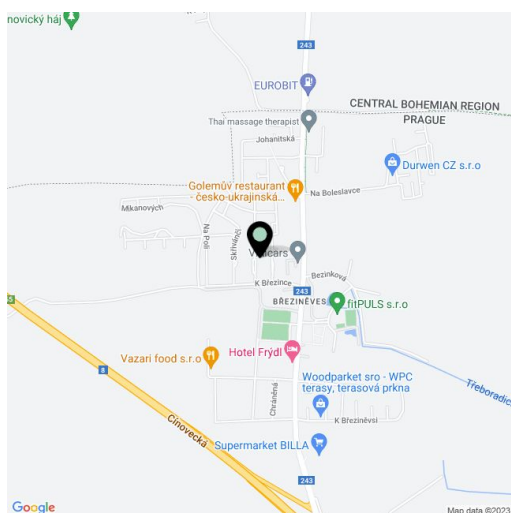 novický háj
243
EUROBIT
CENTRAL BOHEMIAN REGION
PRAGUE
Thai massage therapist
Johanitská
Durwen CZ s.r.o
Golemův restaurant
- česko-ukrajinská...
Na Boleslavce
Mikanových
Na Poli
Skřivánčí
Bezinková
K Březince
243
BŘEZINĚVES
fitPULS s.r.o
Hotel Frýdl
Vazari food s.r.o
8
Woodparket sro - WPC
terasy, terasová prkna
Třeboradic
Chráněná
K Březiněvsi
Cínovecká
Supermarket BILLA
243
Google
Map data ©2023